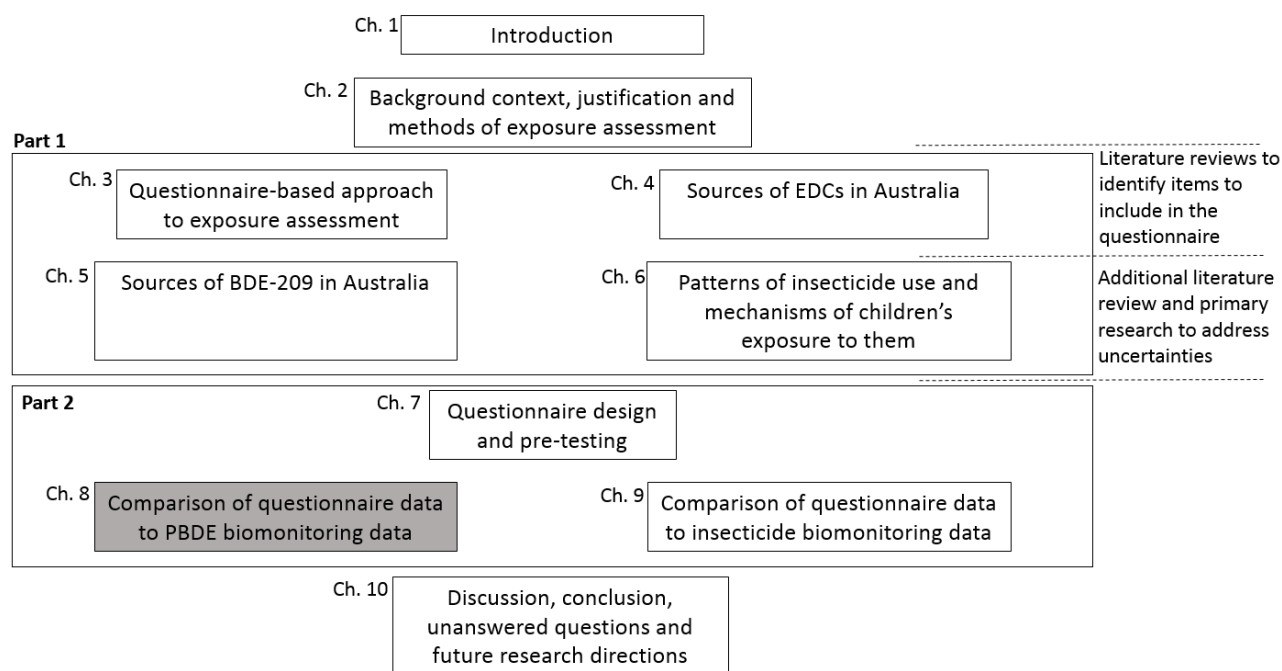 Ch. 1
Introduction
Ch. 2
Background context, justification and
methods of exposure assessment
Part 1
Literature reviews to
identify items to
include in the
questionnaire
Ch. 3
Questionnaire-based approach
to exposure assessment
Ch. 4
Sources of EDCs in Australia
Ch. 5
Sources of BDE-209 in Australia
Ch. 6
Patterns of insecticide use and
mechanisms of children’s
exposure to them
Additional literature
review and primary
research to address
uncertainties
Part 2
Ch. 7
Questionnaire design
and pre-testing
Ch. 8
Comparison of questionnaire data
to PBDE biomonitoring data
Ch. 9
Comparison of questionnaire data
to insecticide biomonitoring data
Ch. 10
Discussion, conclusion,
unanswered questions and
future research directions